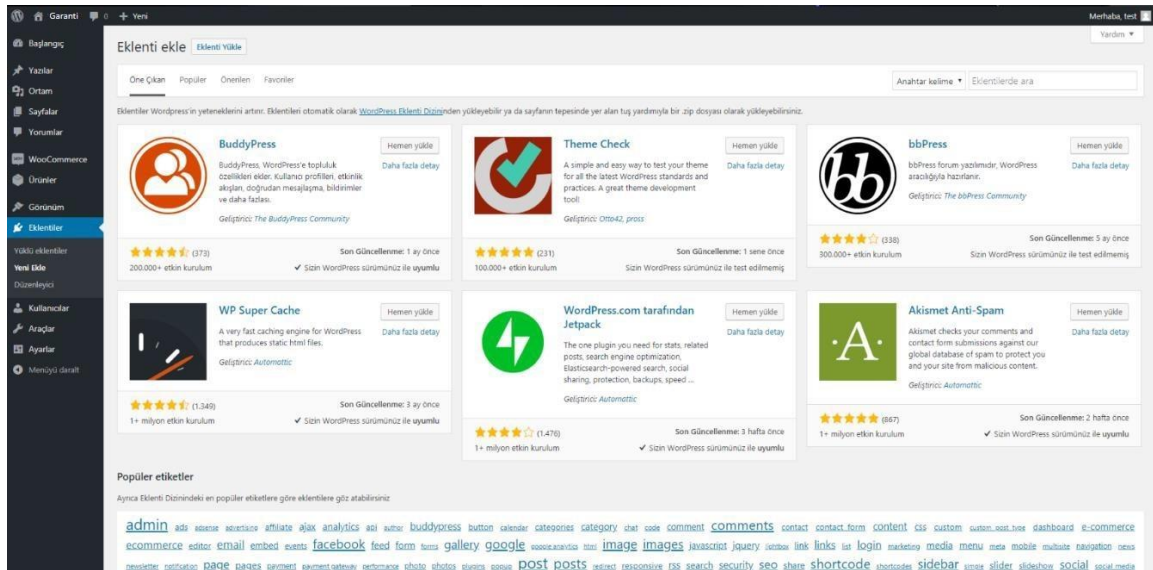 Garanti 0 + Yeni
Merhaba, test
Yardım ▼
Başlangıç
Yazılar
Ortam
Sayfalar
Yorumlar
WooCommerce
Ürünler
Görünüm
Eklentiler
Yüklü eklentiler
Yeni Ekle
Düzenleyici
Kullanıcılar
Araçlar
Ayarlar
Menüyü daralt
Eklenti ekle Eklenti Yükle
Öne Çıkan Popüler Önerilen Favoriler
Anahtar kelime ▼ Eklentilerde ara
Eklentiler Wordpress'in yeteneklerini artırır. Eklentileri otomatik olarak WordPress Eklenti Dizininden yükleyebilir ya da sayfanın tepesinde yer alan tuş yardımıyla bir .zip dosyası olarak yükleyebilirsiniz.
BuddyPress
Hemen yükle
Daha fazla detay
BuddyPress, WordPress'e topluluk
özellikleri ekler. Kullanıcı profilleri, etkinlik
akışları, doğrudan mesajlaşma, bildirimler
ve daha fazlası.
Geliştirici: The BuddyPress Community
(373)
Son Güncellenme: 1 ay önce
200.000+ etkin kurulum
✔ Sizin WordPress sürümünüz ile uyumlu
Theme Check
Hemen yükle
Daha fazla detay
A simple and easy way to test your theme
for all the latest WordPress standards and
practices. A great theme development
tool!
Geliştirici: Otto42, pross
(231)
Son Güncellenme: 1 sene önce
100.000+ etkin kurulum
Sizin WordPress sürümünüz ile test edilmemiş
bb
bbPress
Hemen yükle
Daha fazla detay
bbPress forum yazılımıdır, WordPress
aracılığıyla hazırlanır.
Geliştirici: The bbPress Community
(338)
Son Güncellenme: 5 ay önce
300.000+ etkin kurulum
Sizin WordPress sürümünüz ile test edilmemiş
WP Super Cache
Hemen yükle
Daha fazla detay
A very fast caching engine for WordPress
that produces static html files.
Geliştirici: Automattic
(1.349)
Son Güncellenme: 3 ay önce
1+ milyon etkin kurulum
✔ Sizin WordPress sürümünüz ile uyumlu
WordPress.com tarafından
Jetpack
Hemen yükle
Daha fazla detay
The one plugin you need for stats, related
posts, search engine optimization,
Elasticsearch-powered search, social
sharing, protection, backups, speed ...
Geliştirici: Automattic
(1.476)
Son Güncellenme: 3 hafta önce
1+ milyon etkin kurulum
✔ Sizin WordPress sürümünüz ile uyumlu
·A·
Akismet Anti-Spam
Hemen yükle
Daha fazla detay
Akismet checks your comments and
contact form submissions against our
global database of spam to protect you
and your site from malicious content.
Geliştirici: Automattic
(867)
Son Güncellenme: 2 hafta önce
1+ milyon etkin kurulum
✔ Sizin WordPress sürümünüz ile uyumlu
Popüler etiketler
Ayrıca Eklenti Dizinindeki en popüler etiketlere göre eklentilere göz atabilirsiniz
admin ads adsense advertising affiliate ajax analytics api author buddypress button calendar categories category chat code comment comments contact contact form content css custom custom post type dashboard e-commerce
ecommerce editor email embed events facebook feed form forms gallery google google analytics html image images javascript jquery lightbox link links list login marketing media menu meta mobile multisite navigation news
newsletter notification page pages payment payment gateway performance photo photos plugins popup post posts redirect responsive rss search security seo share shortcode shortcodes sidebar simple slider slideshow social social media